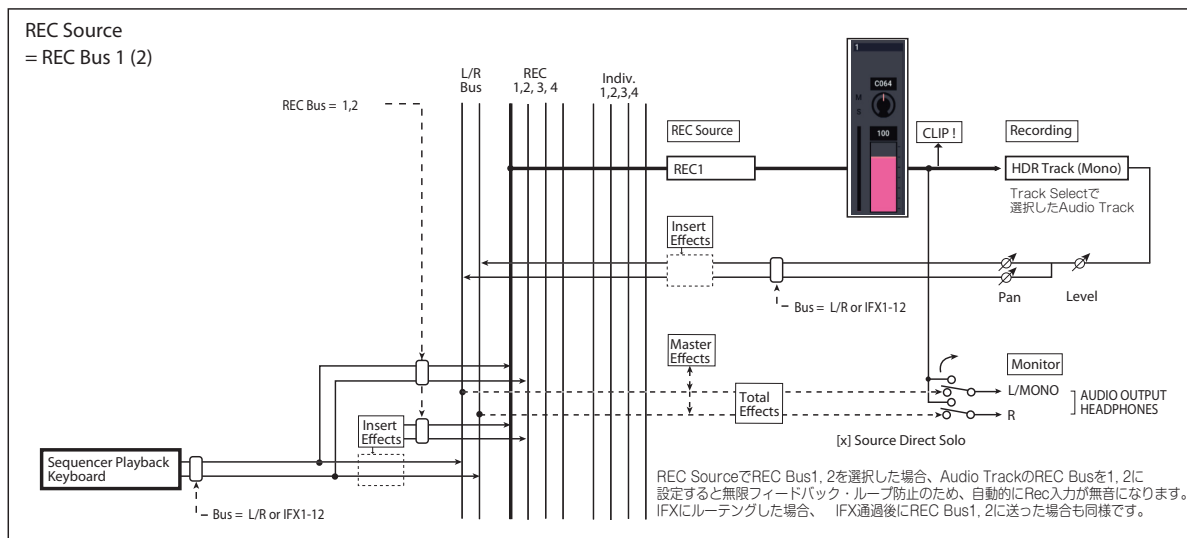 REC Source
= REC Bus 1 (2)
L/R
Bus
REC
1,2, 3, 4
Indiv.
1,2,3,4
REC Bus = 1,2
1
C064
M
S
100
REC Source
CLIP !
Recording
REC1
HDR Track (Mono)
Track Selectで
選択したAudio Track
Insert
Effects
Bus = L/R or IFX1-12
Pan
Level
Master
Effects
Monitor
Total
Effects
L/MONO
R
AUDIO OUTPUT
HEADPHONES
[x] Source Direct Solo
Insert
Effects
Sequencer Playback
Keyboard
Bus = L/R or IFX1-12
REC SourceでREC Bus1, 2を選択した場合、Audio TrackのREC Busを1, 2に
設定すると無限フィードバック・ループ防止のため、自動的にRec入力が無音になります。
IFXにルーテングした場合、 IFX通過後にREC Bus1, 2に送った場合も同様です。